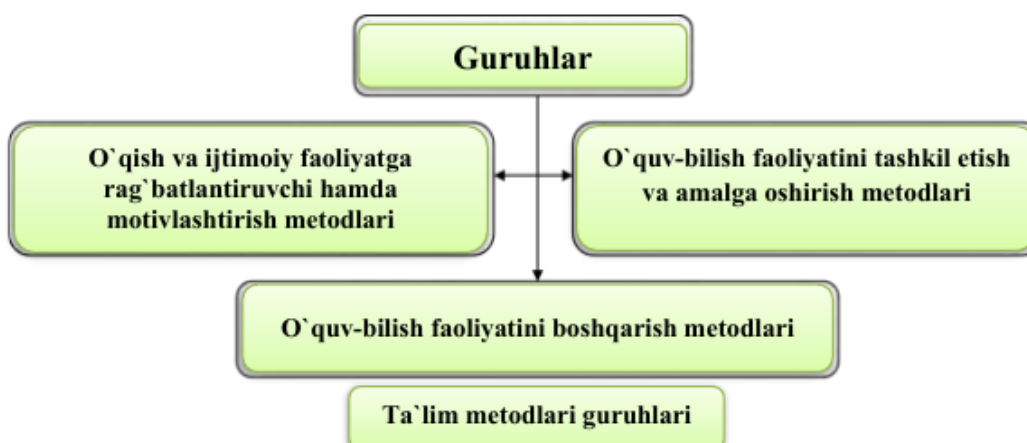 Guruhlar
O`qish va ijtimoiy faoliyatga
rag`batlantiruvchi hamda
motivlashtirish metodlari
O`quv-bilish faoliyatini tashkil etish
va amalga oshirish metodlari
O`quv-bilish faoliyatini boshqarish metodlari
Ta`lim metodlari guruhlari